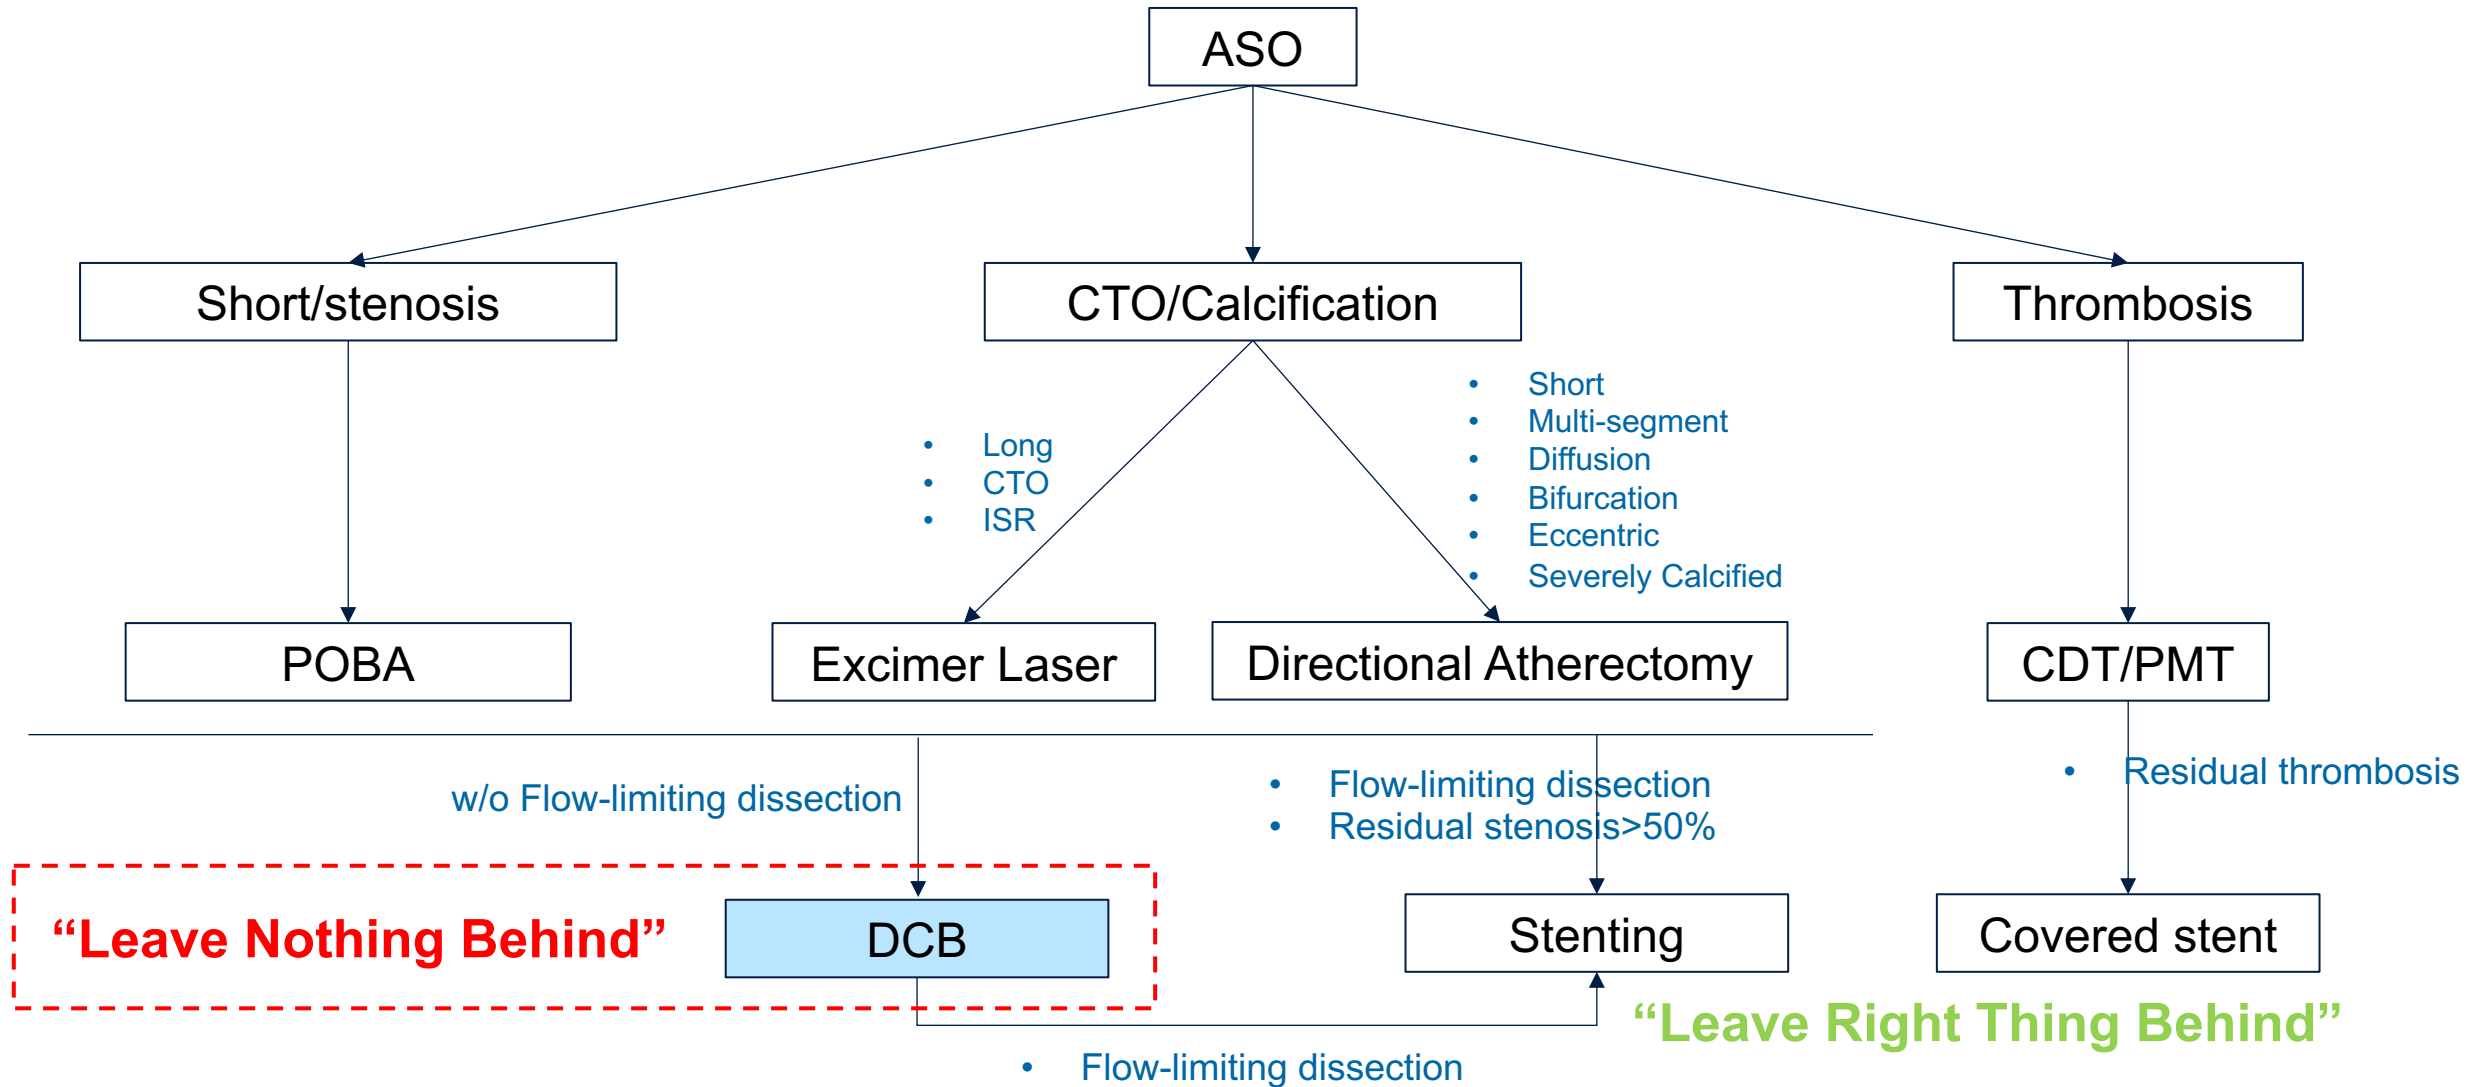 ASO
Short/stenosis
CTO/Calcification
Thrombosis
• Long
• CTO
• ISR
• Short
• Multi-segment
• Diffusion
• Bifurcation
• Eccentric
• Severely Calcified
POBA
Excimer Laser
Directional Atherectomy
CDT/PMT
w/o Flow-limiting dissection
• Flow-limiting dissection
• Residual stenosis>50%
• Residual thrombosis
“Leave Nothing Behind”
DCB
Stenting
Covered stent
“Leave Right Thing Behind”
• Flow-limiting dissection